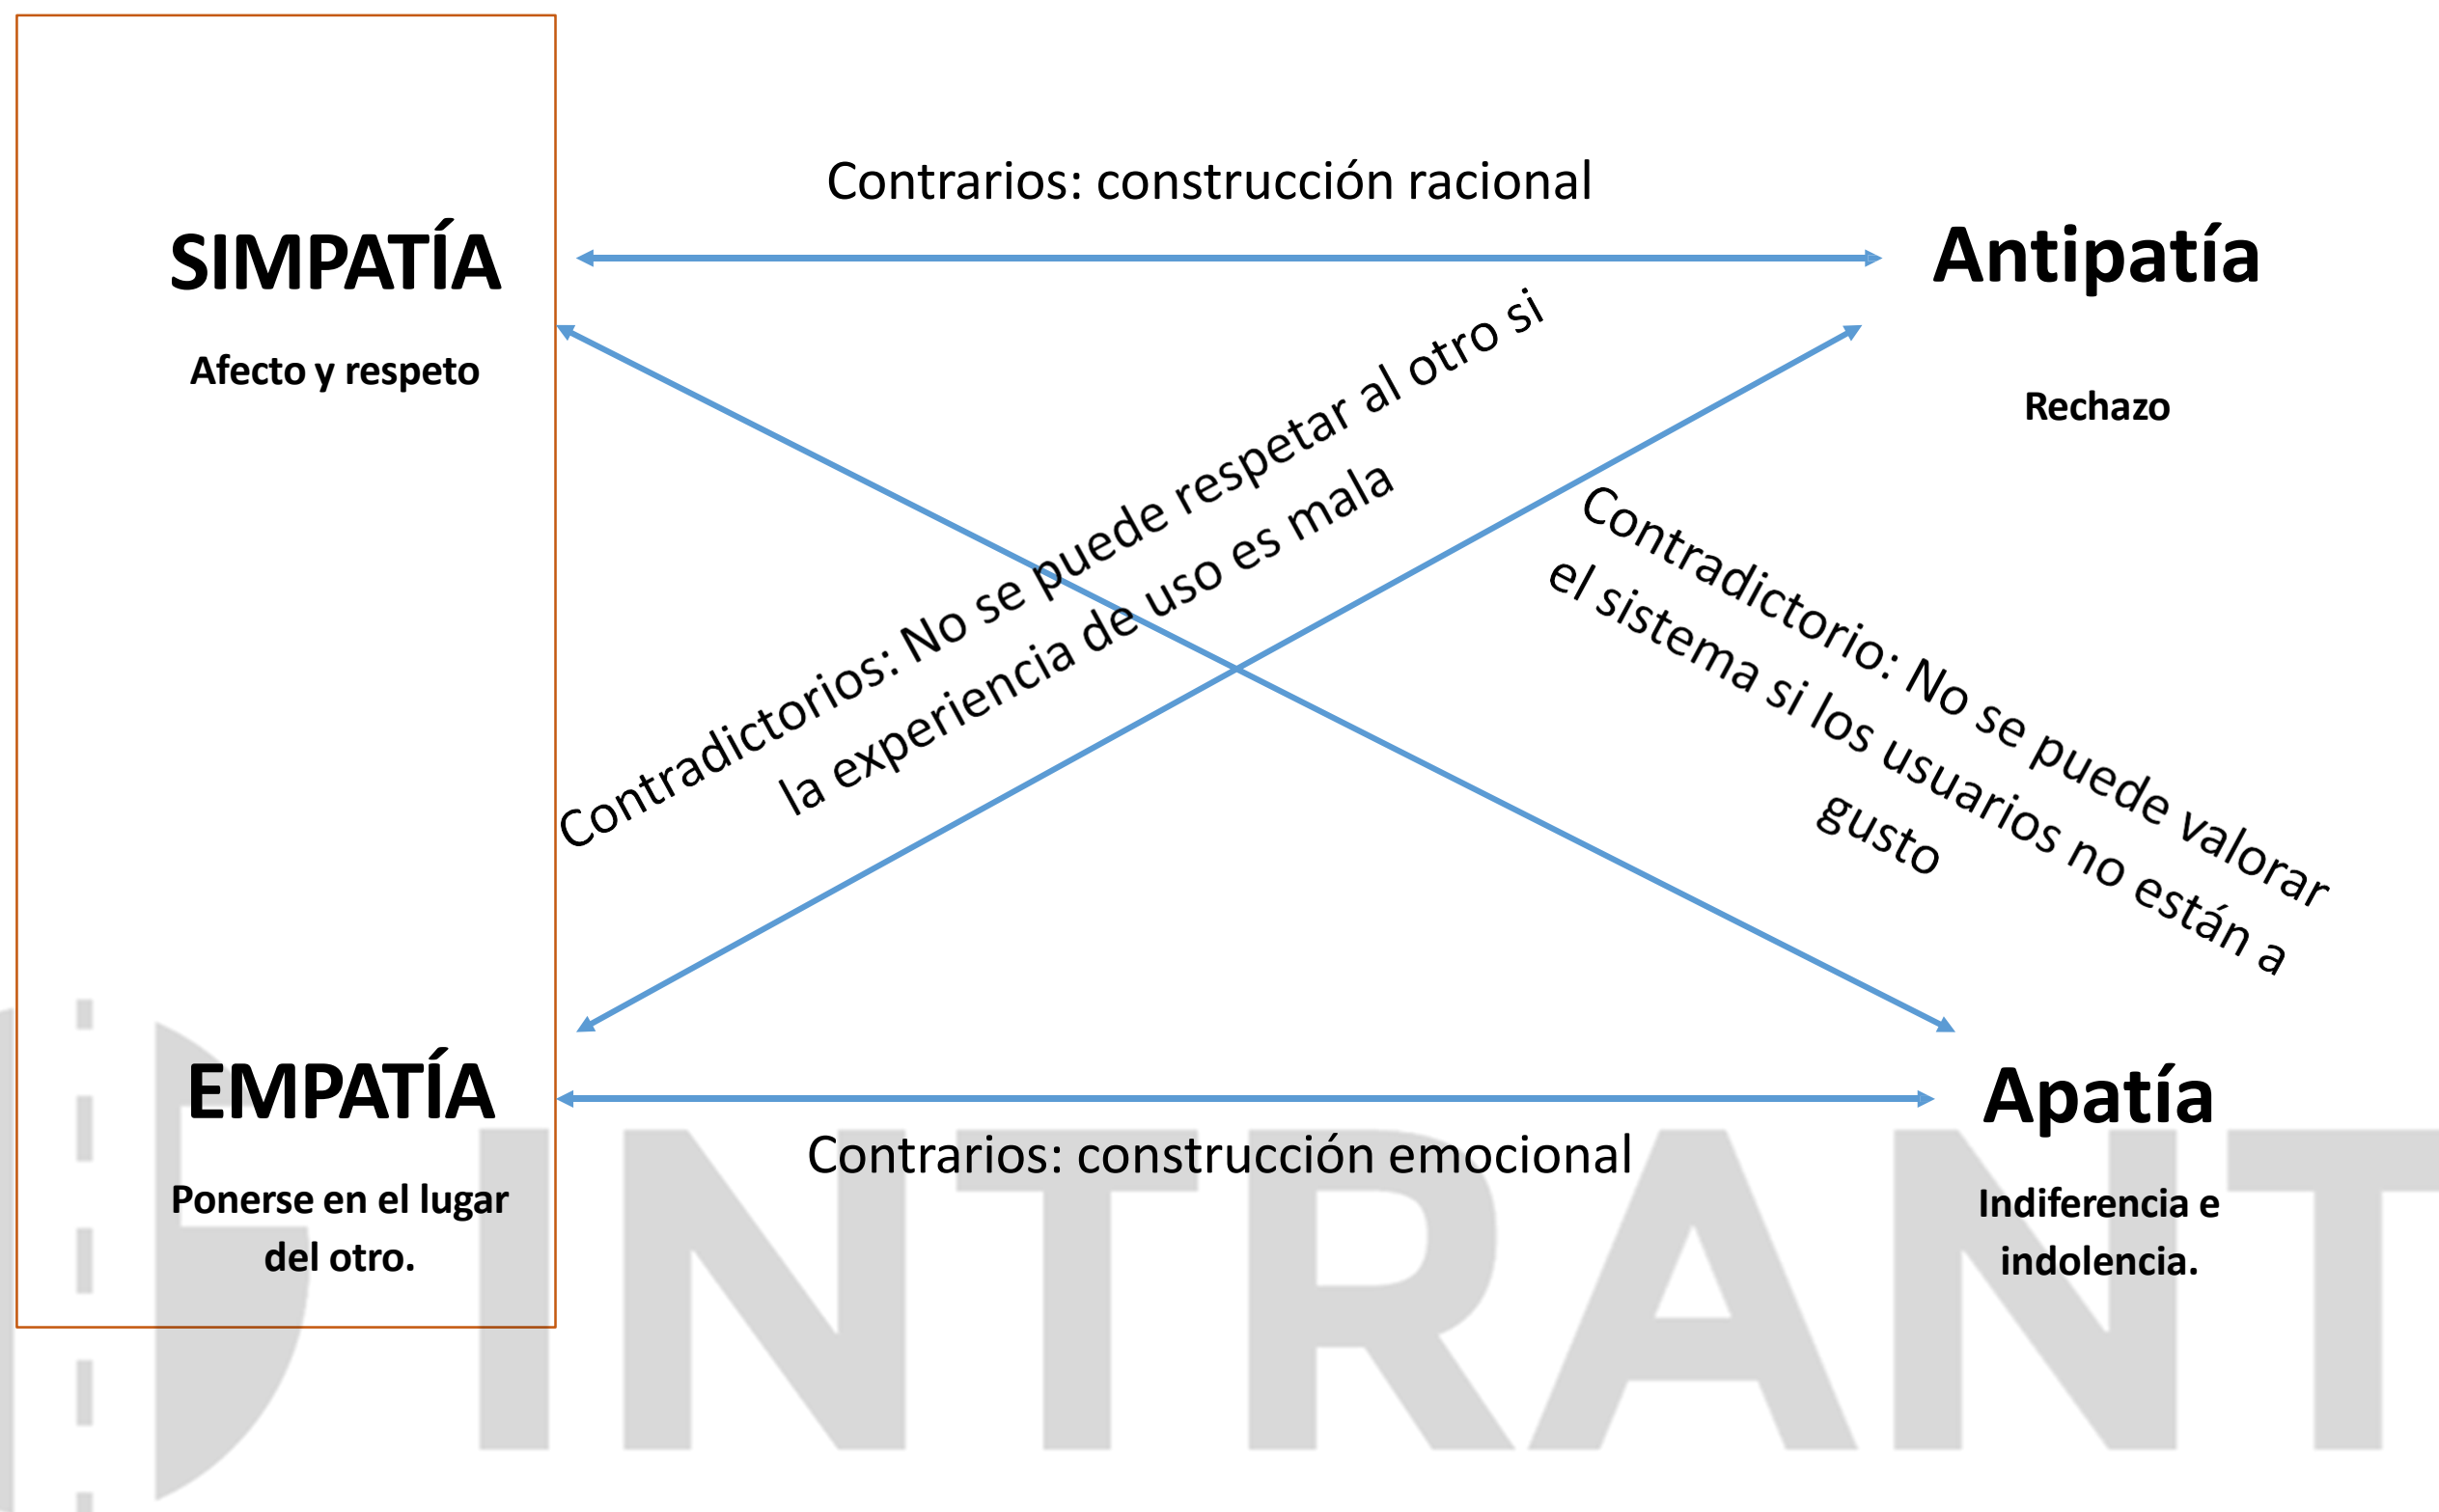 Contrarios: construcción racional
SIMPATÍA
Antipatía
Afecto y respeto
Rechazo
Contradictorios: No se puede respetar al otro si
la experiencia de uso es mala
Contradictorio: No se puede valorar
el sistema si los usuarios no están a
gusto
EMPATÍA
Apatía
Contrarios: construcción emocional
Ponerse en el lugar
del otro.
Indiferencia e
indolencia.
INTRANT